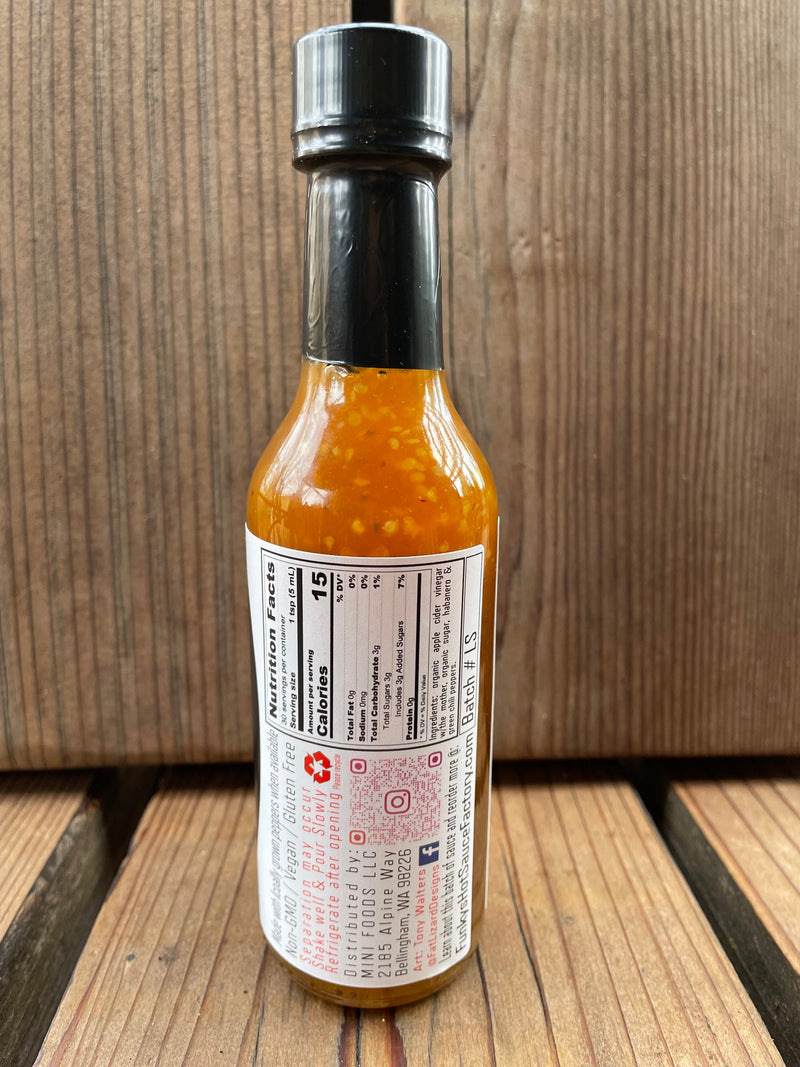 Nutrition Facts
30 servings per container
Serving size 1 tsp (5 mL)
Amount per serving
Calories 15
% DV*
Total Fat 0g 0%
Sodium 0mg 0%
Total Carbohydrate 3g 1%
Total Sugars 3g
Includes 3g Added Sugars 7%
Protein 0g
* % DV = % Daily Value
Ingredients: organic apple cider vinegar
w/the mother, organic sugar, habanero &
green chili peppers.
Made with locally grown peppers when available
Non-GMO / Vegan / Gluten Free
Separation may occur
Shake well & Pour Slowly
Refrigerate after opening
Please recycle
Distributed by:
MINI FOODS LLC
2185 Alpine Way
Bellingham, WA 98226
Art: Tony Walters
@FatLizardDesigns
Learn about this batch of sauce and reorder more @:
FunkysHotSauceFactory.com Batch # LS